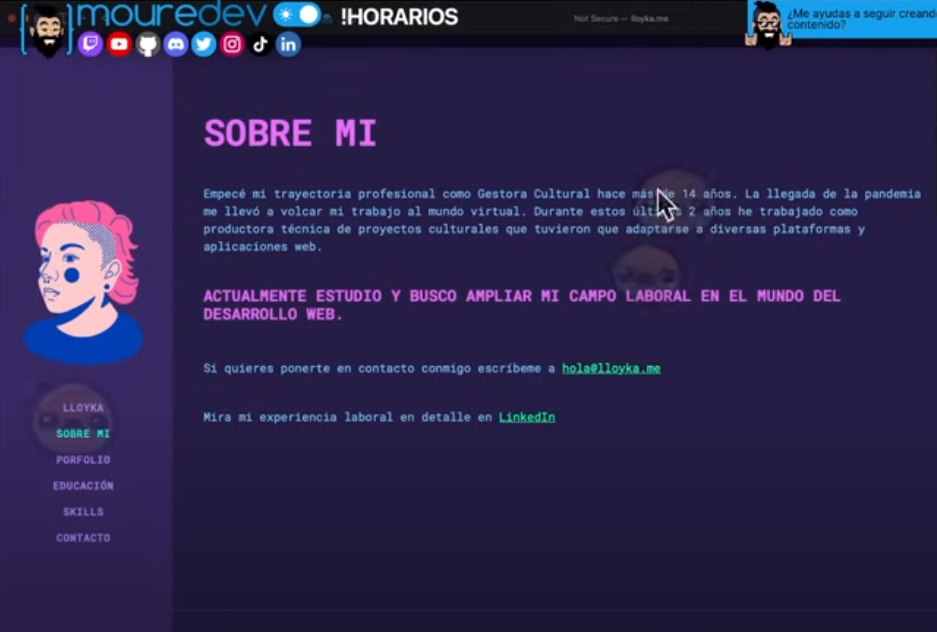 mouredev
!HORARIOS
Not Secure — lloyka.me
¿Me ayudas a seguir creando
contenido?
SOBRE MI
Empecé mi trayectoria profesional como Gestora Cultural hace más de 14 años. La llegada de la pandemia
me llevó a volcar mi trabajo al mundo virtual. Durante estos últimos 2 años he trabajado como
productora técnica de proyectos culturales que tuvieron que adaptarse a diversas plataformas y
aplicaciones web.
ACTUALMENTE ESTUDIO Y BUSCO AMPLIAR MI CAMPO LABORAL EN EL MUNDO DEL
DESARROLLO WEB.
Si quieres ponerte en contacto conmigo escríbeme a hola@lloyka.me
Mira mi experiencia laboral en detalle en LinkedIn
LLOYKA
SOBRE MI
PORFOLIO
EDUCACIÓN
SKILLS
CONTACTO